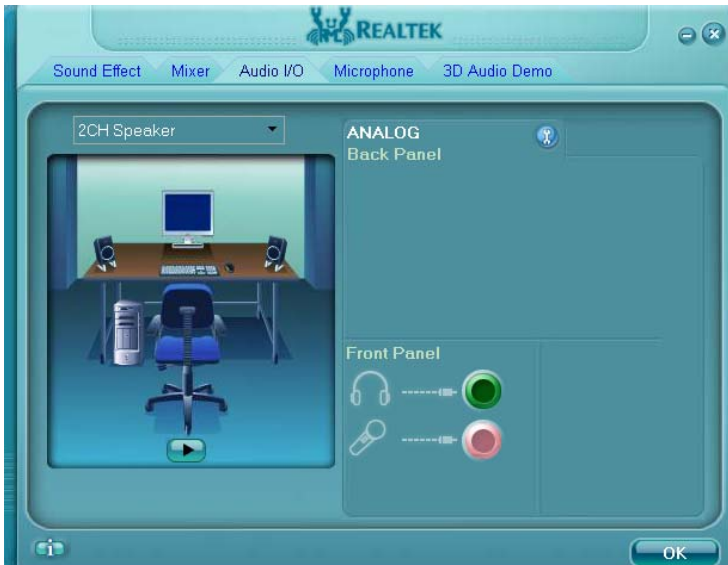 REALTEK
Sound Effect Mixer Audio I/O Microphone 3D Audio Demo
2CH Speaker
ANALOG
Back Panel
Front Panel
i
OK